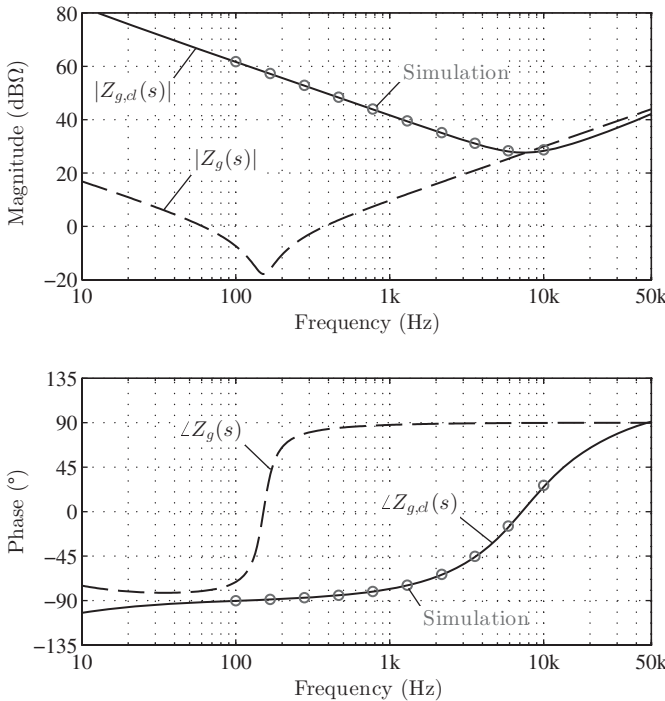 Magnitude (dBΩ)
80
60
40
20
0
−20
|Z_{g,cl}(s)|
|Z_g(s)|
Simulation
10
100
1k
10k
50k
Frequency (Hz)
Phase (°)
135
90
45
0
−45
−90
−135
∠Z_g(s)
∠Z_{g,cl}(s)
Simulation
10
100
1k
10k
50k
Frequency (Hz)